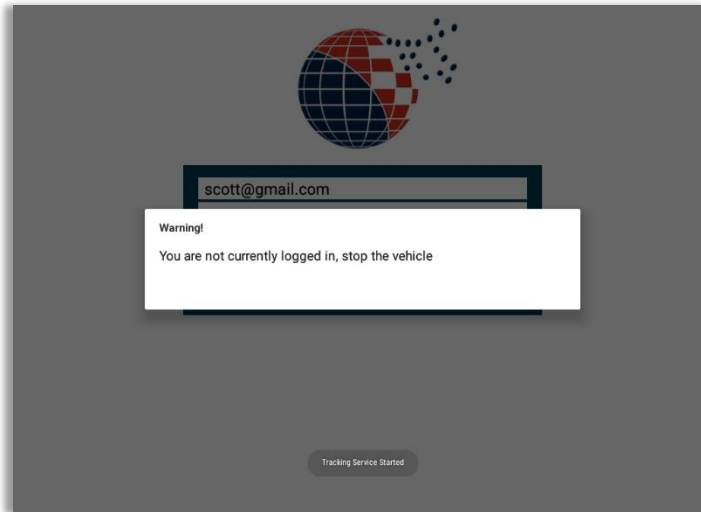 scott@gmail.com
Warning!
You are not currently logged in, stop the vehicle
Tracking Service Started